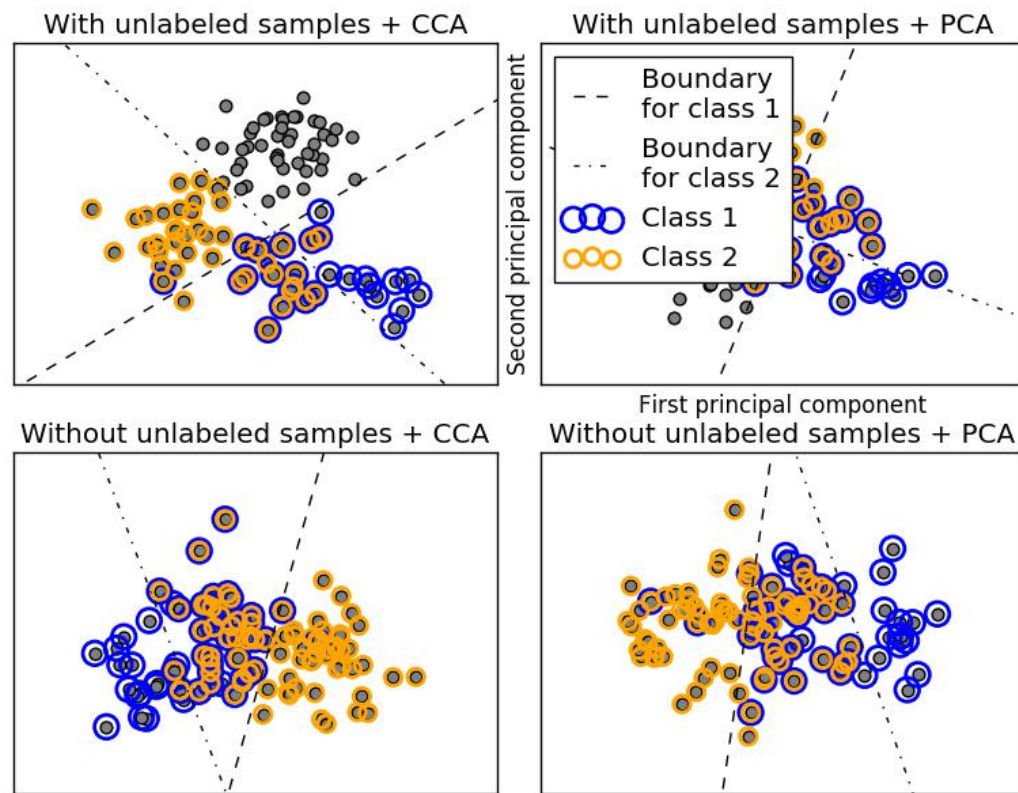 With unlabeled samples + CCA
With unlabeled samples + PCA
Second principal component
Boundary
for class 1
Boundary
for class 2
Class 1
Class 2
First principal component
Without unlabeled samples + CCA
Without unlabeled samples + PCA